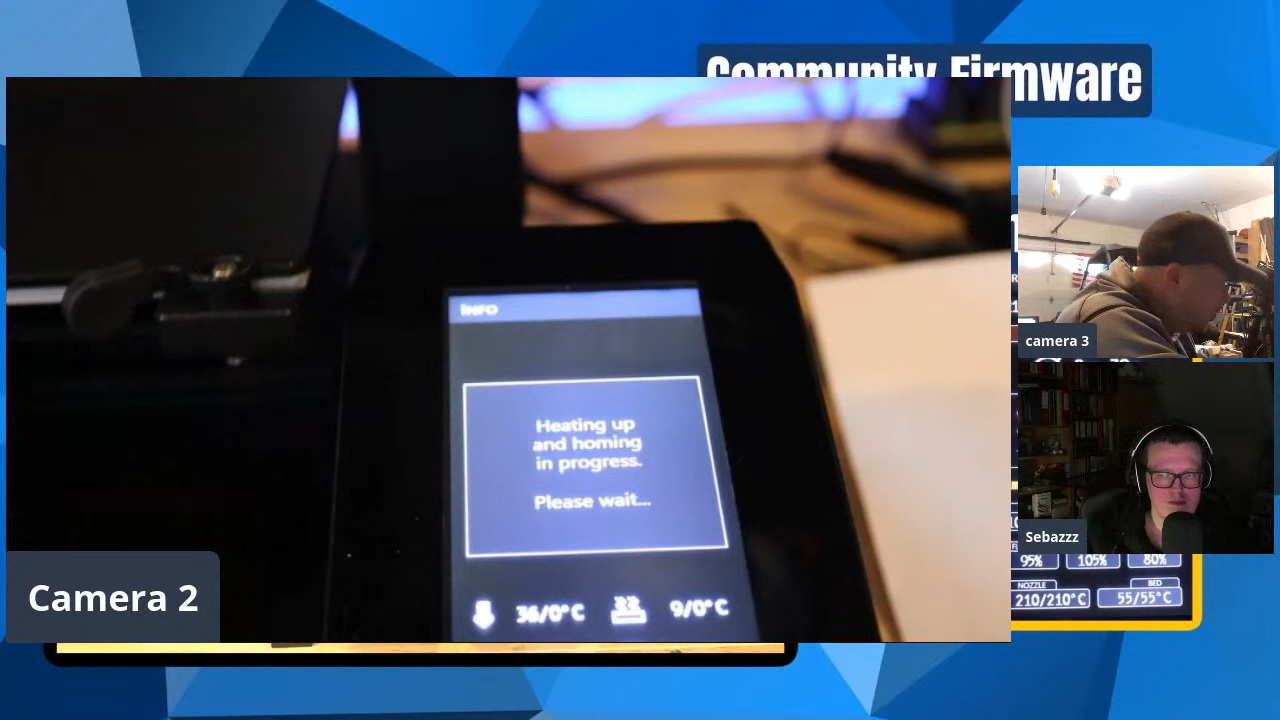 Community Firmware
INFO
Heating up
and homing
in progress.
Please wait...
36/0°C
9/0°C
Camera 2
camera 3
Sebazzz
95%
105%
80%
NOZZLE
BED
210/210°C
55/55°C